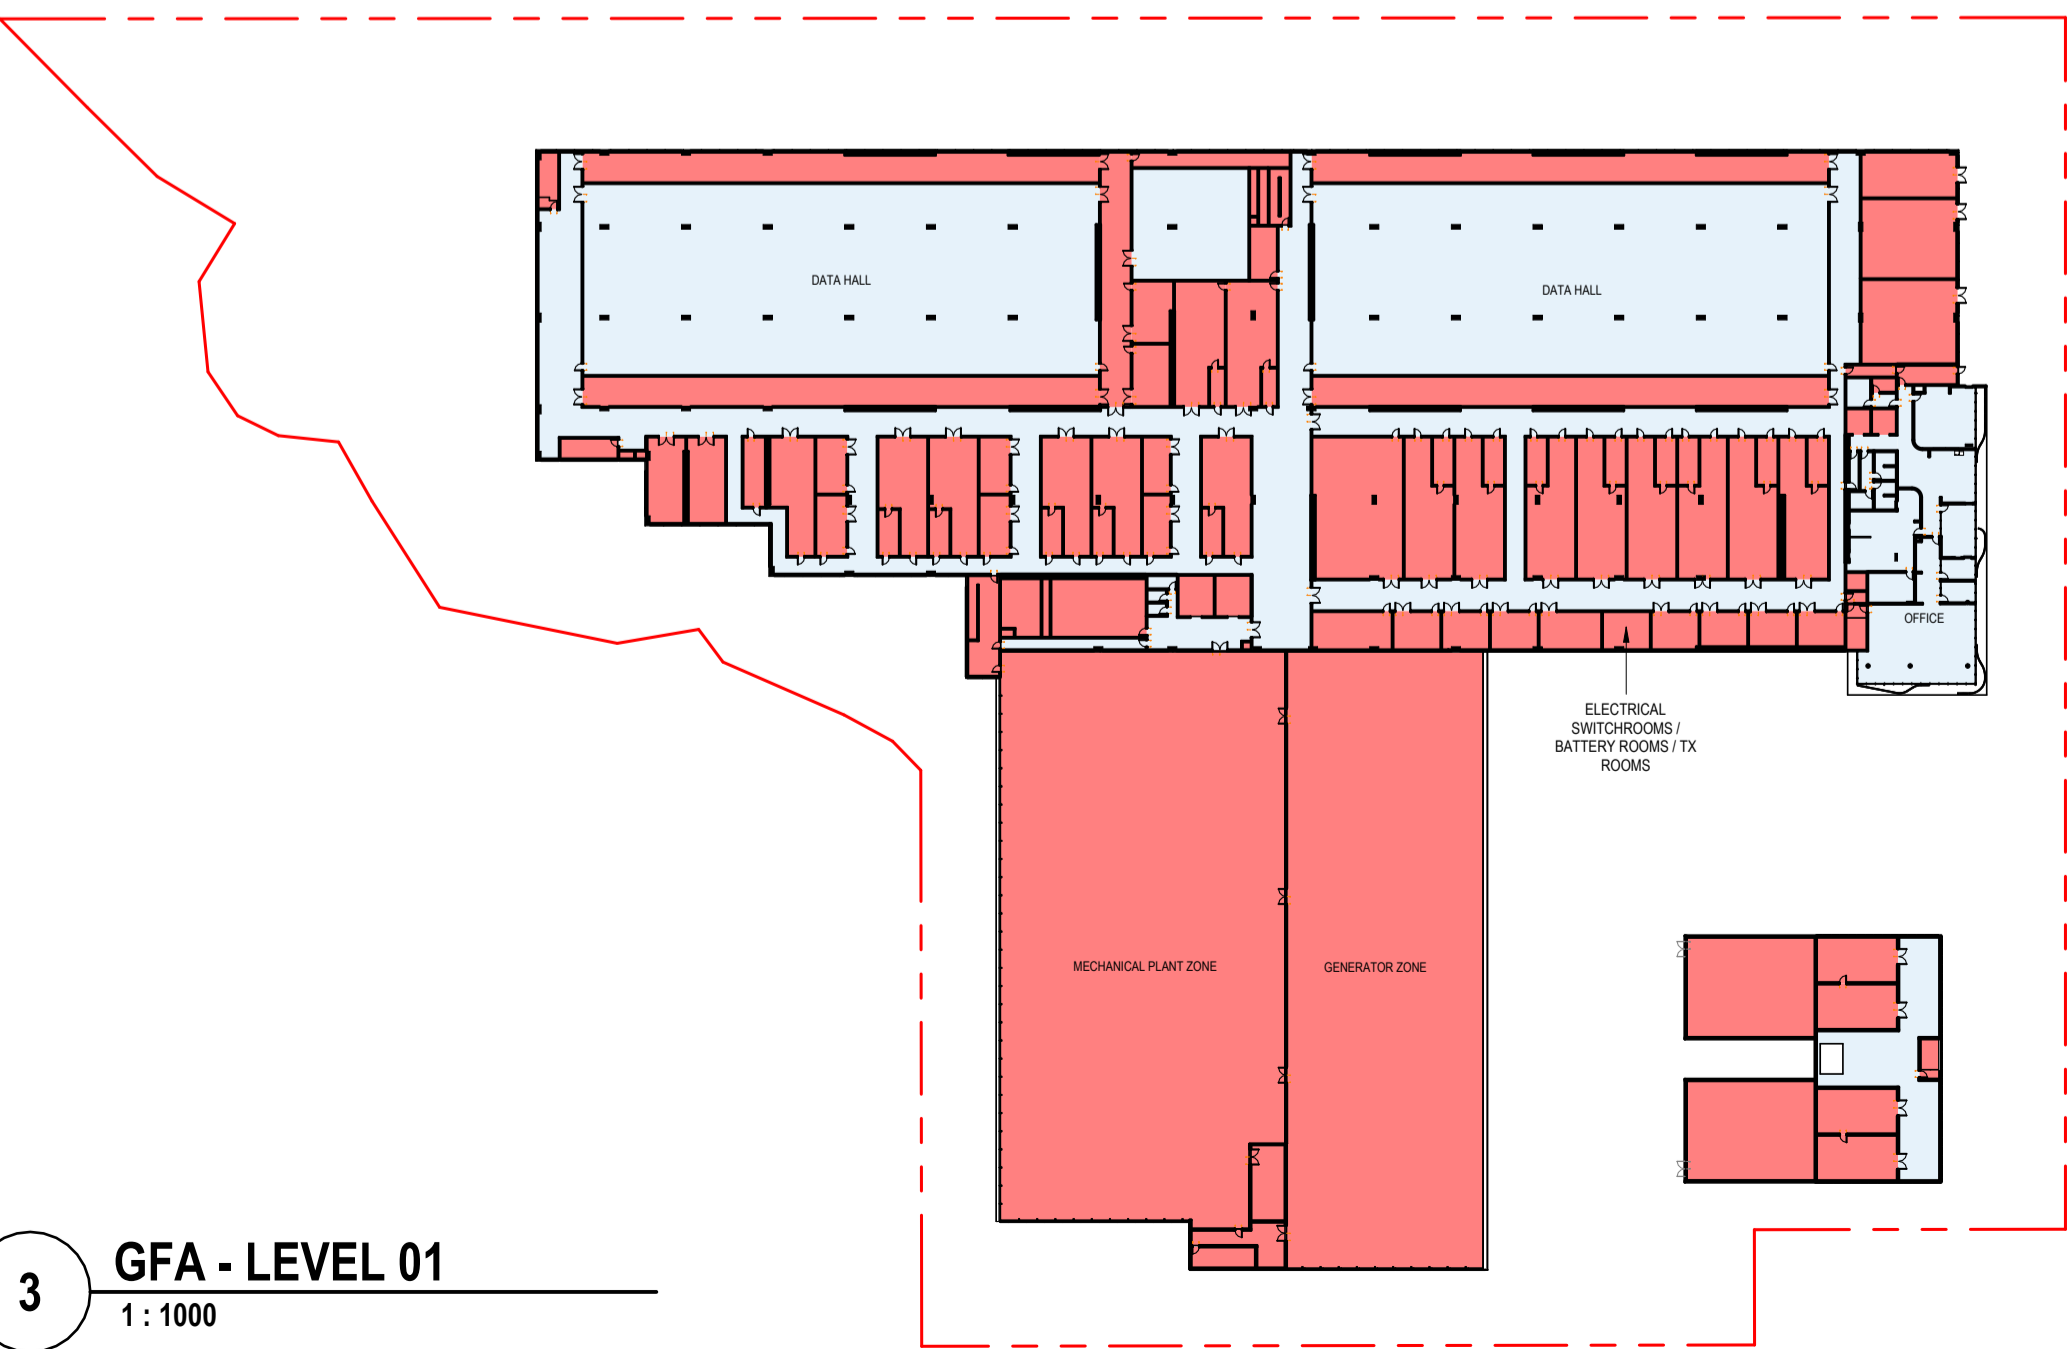 DATA HALL
DATA HALL
OFFICE
ELECTRICAL
SWITCHROOMS /
BATTERY ROOMS / TX
ROOMS
MECHANICAL PLANT ZONE
GENERATOR ZONE
3
GFA - LEVEL 01
1 : 1000